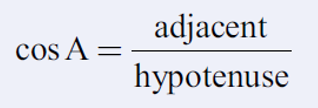 cos A = adjacent
hypotenuse